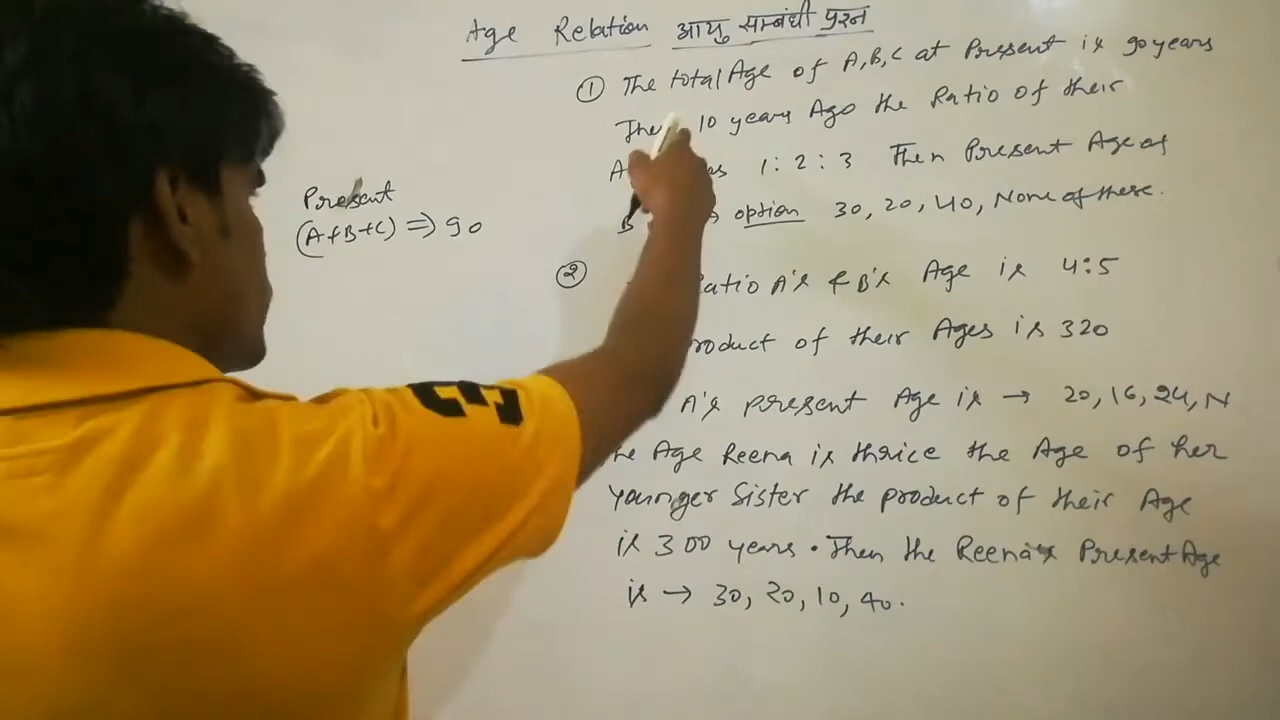 Age Relation आयु सम्बंधी प्रश्न
① The total Age of A,B,C at Present is 90 years
The 10 years Ago the Ratio of their
1 : 2 : 3 Then Present Age of
B option 30, 20, 40, None of these.
Present
(A+B+C) ⇒ 90
② A's & B's Age is 4:5
of their Ages is 320
A's present Age is → 20, 16, 24, N
Age Reena is thrice the Age of her
younger Sister the product of their Age
is 300 years. Then the Reena's Present Age
is → 30, 20, 10, 40.